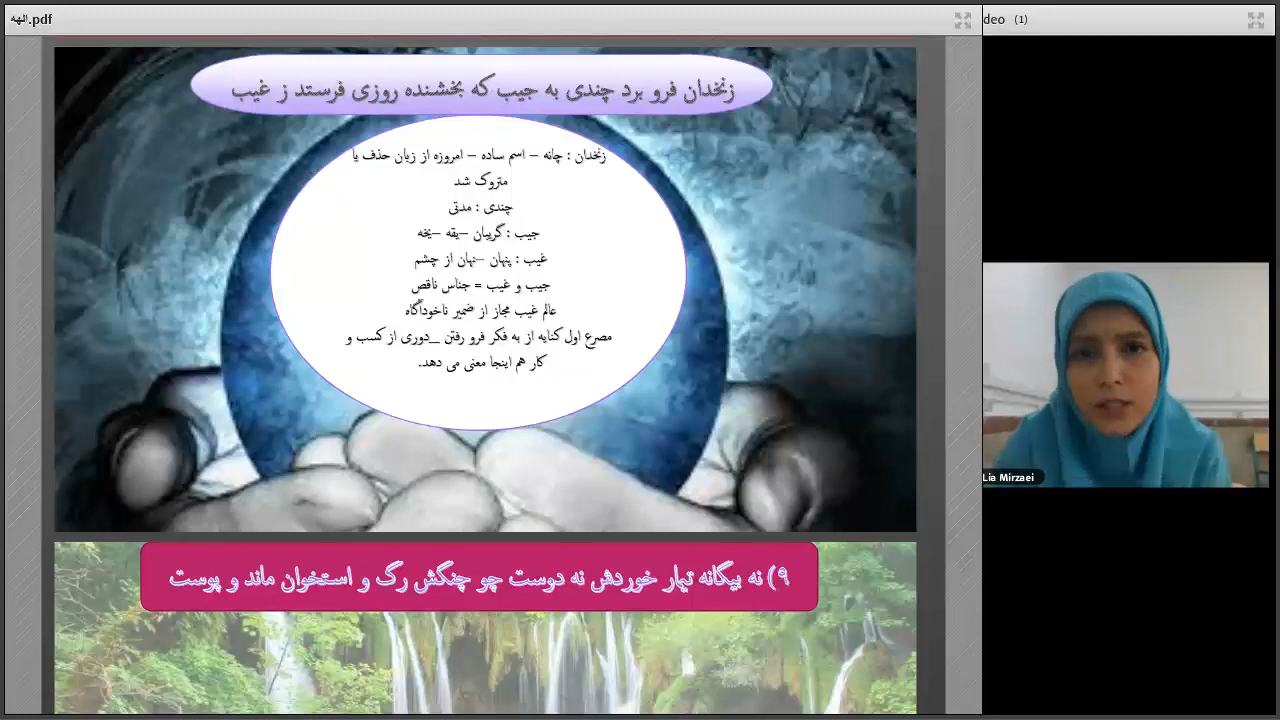 الهه.pdf
deo (1)
زنخدان فرو برد چندی به جیب که بخشنده روزی فرستد ز غیب
زنخدان : چانه – اسم ساده – امروزه از زبان حذف یا
متروک شد
چندی : مدتی
جیب : گریبان –یقه –یخه
غیب : پنهان –نهان از چشم
جیب و غیب = جناس ناقص
عالم غیب مجاز از ضمیر ناخودآگاه
مصرع اول کنایه از به فکر فرو رفتن _دوری از کسب و
کار هم اینجا معنی می دهد.
۹) نه بیگانه تیمار خوردش نه دوست چو چنگش رگ و استخوان ماند و پوست
Lia Mirzaei